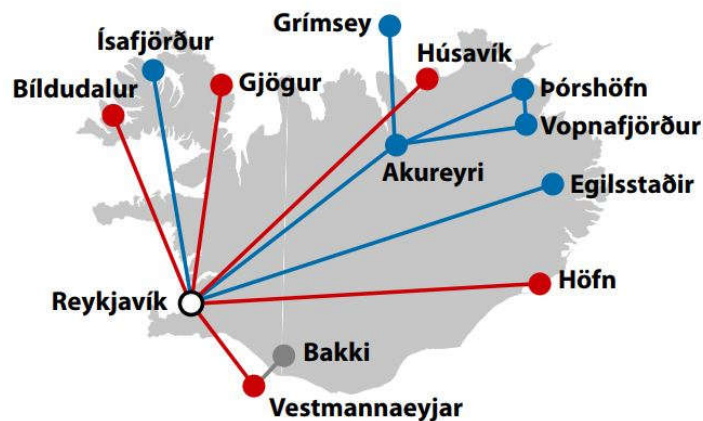 Grímsey
Ísafjörður
Húsavík
Bíldudalur
Gjögur
Þórshöfn
Vopnafjörður
Akureyri
Egilsstaðir
Höfn
Reykjavík
Bakki
Vestmannaeyjar